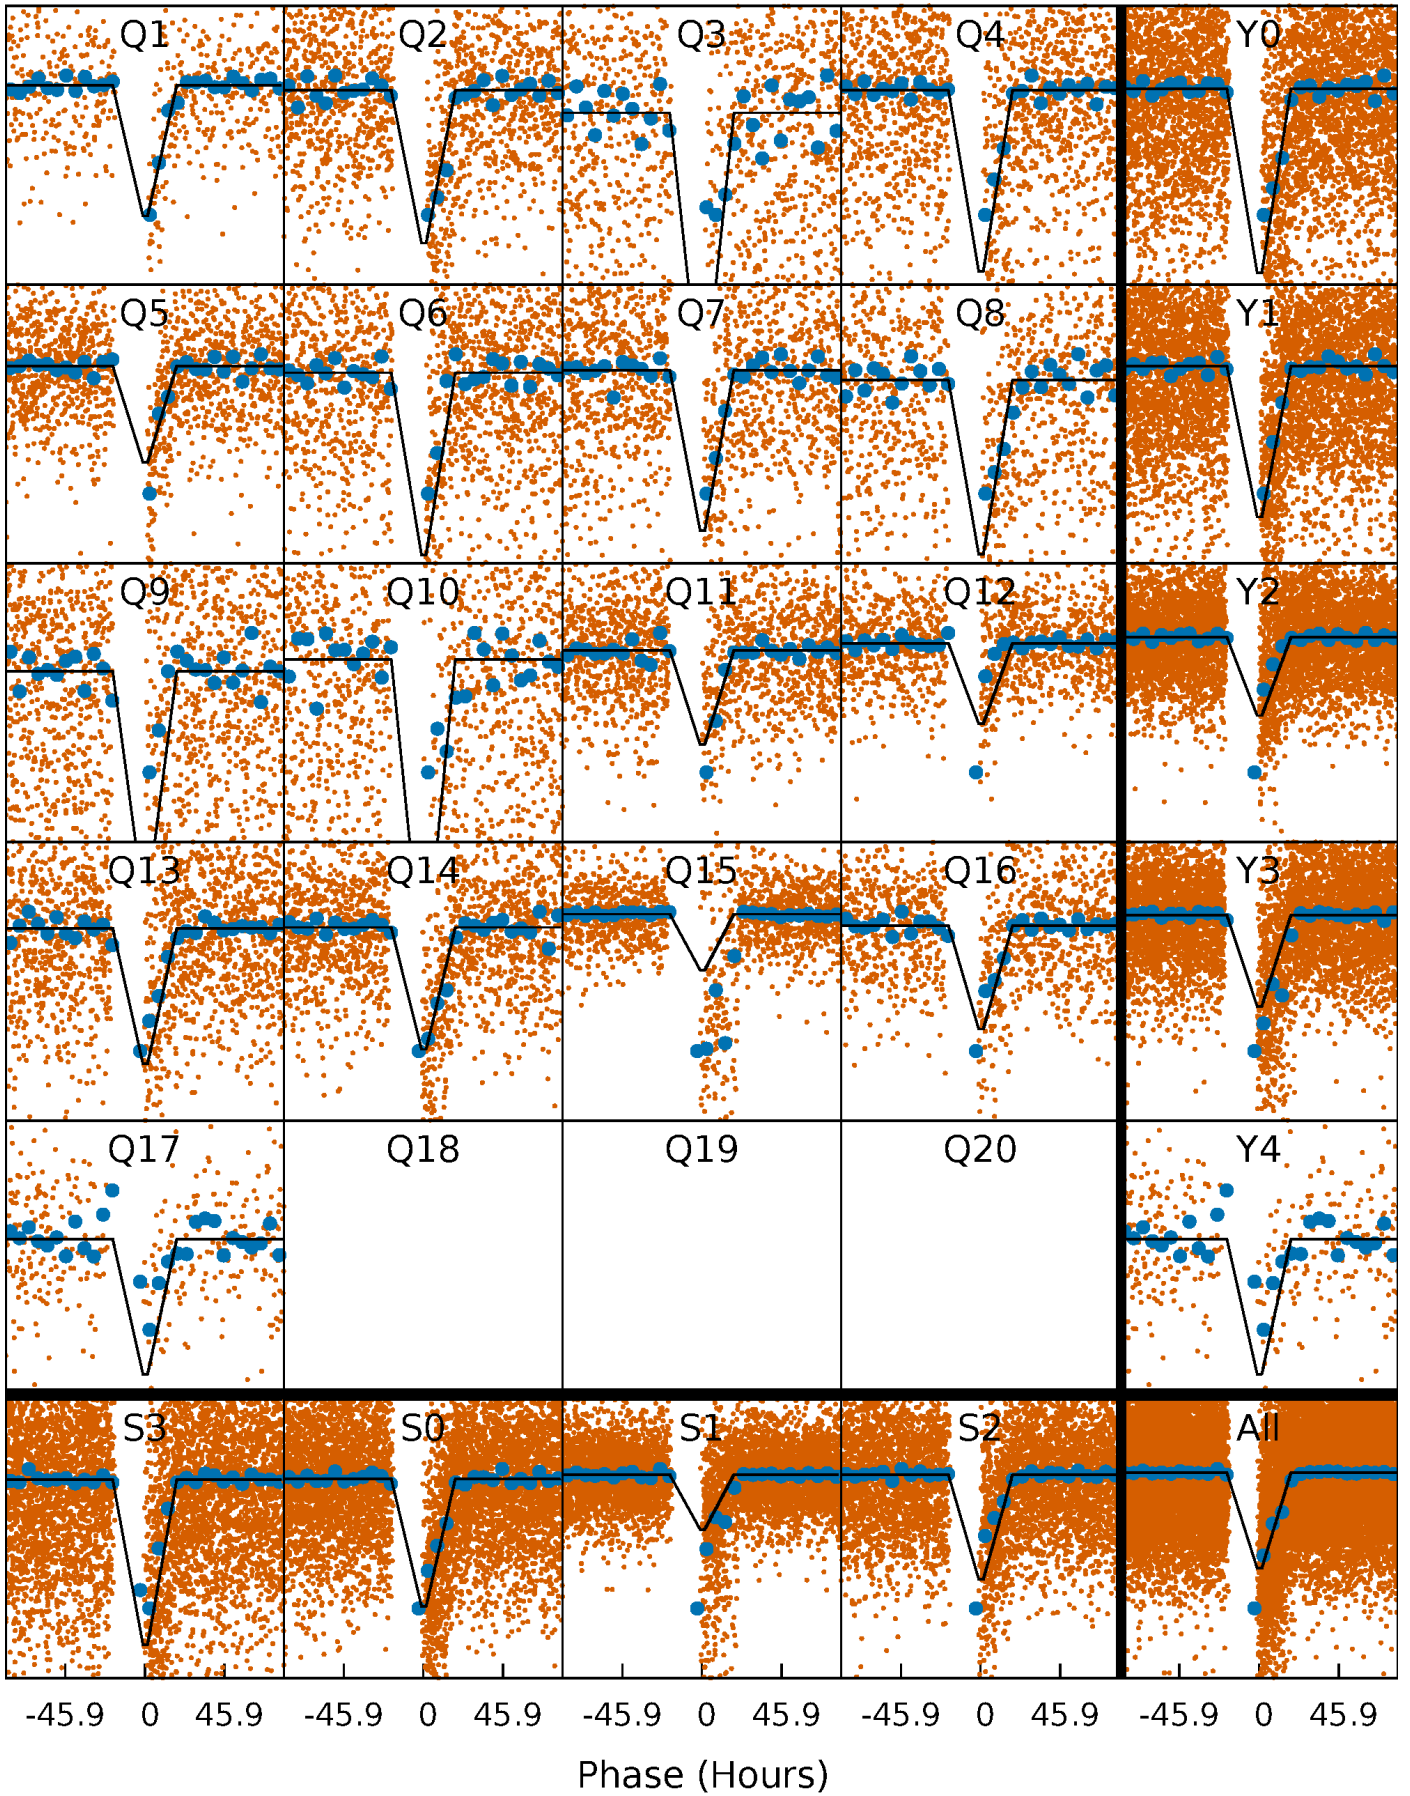 Q1 Q2 Q3 Q4 Y0
Q5 Q6 Q7 Q8 Y1
Q9 Q10 Q11 Q12 Y2
Q13 Q14 Q15 Q16 Y3
Q17 Q18 Q19 Q20 Y4
S3 S0 S1 S2 All
-45.9 0 45.9 -45.9 0 45.9 -45.9 0 45.9 -45.9 0 45.9 -45.9 0 45.9
Phase (Hours)